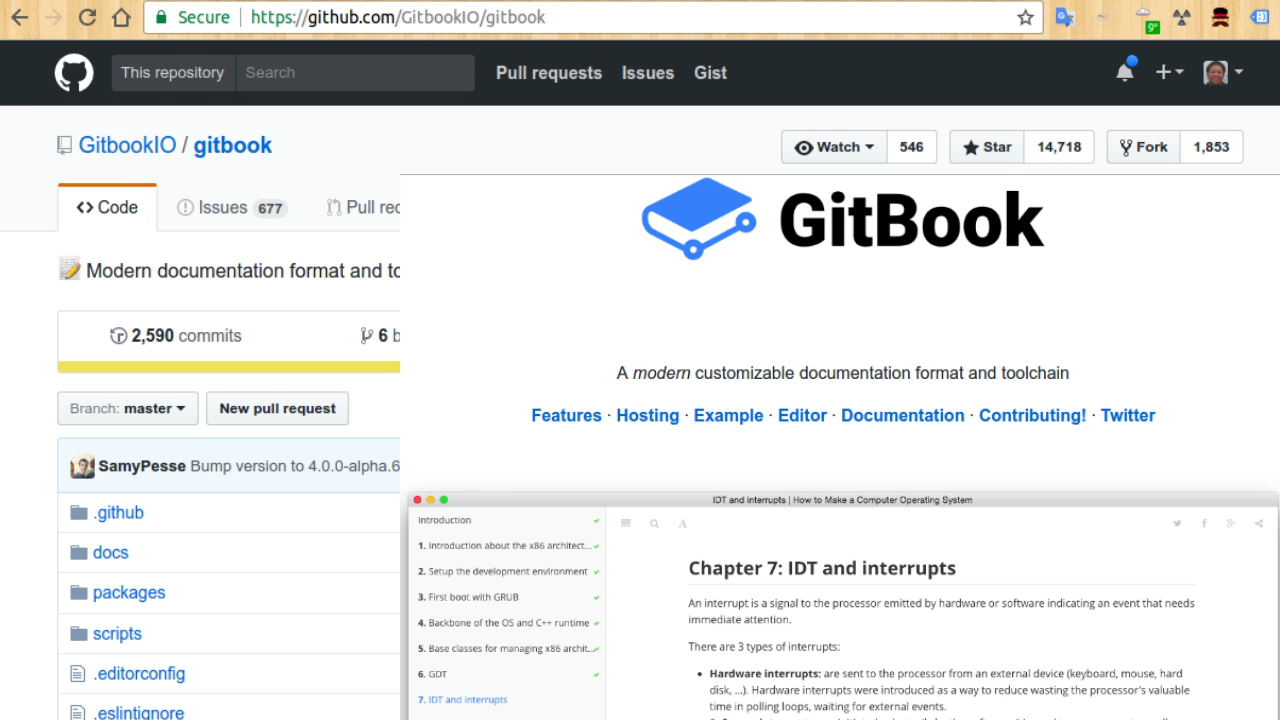 Secure https://github.com/GitbookIO/gitbook
9°
This repository Search Pull requests Issues Gist
GitbookIO / gitbook
Watch 546 Star 14,718 Fork 1,853
Code Issues 677 Pull rec
Modern documentation format and to
2,590 commits 6 b
Branch: master New pull request
SamyPesse Bump version to 4.0.0-alpha.6
.github
docs
packages
scripts
.editorconfig
.eslintignore
GitBook
A modern customizable documentation format and toolchain
Features · Hosting · Example · Editor · Documentation · Contributing! · Twitter
IDT and interrupts | How to Make a Computer Operating System
Introduction
1. Introduction about the x86 architect...
2. Setup the development environment
3. First boot with GRUB
4. Backbone of the OS and C++ runtime
5. Base classes for managing x86 archit...
6. GDT
7. IDT and interrupts
A
Chapter 7: IDT and interrupts
An interrupt is a signal to the processor emitted by hardware or software indicating an event that needs
immediate attention.
There are 3 types of interrupts:
• Hardware interrupts: are sent to the processor from an external device (keyboard, mouse, hard
disk, ...). Hardware interrupts were introduced as a way to reduce wasting the processor's valuable
time in polling loops, waiting for external events.